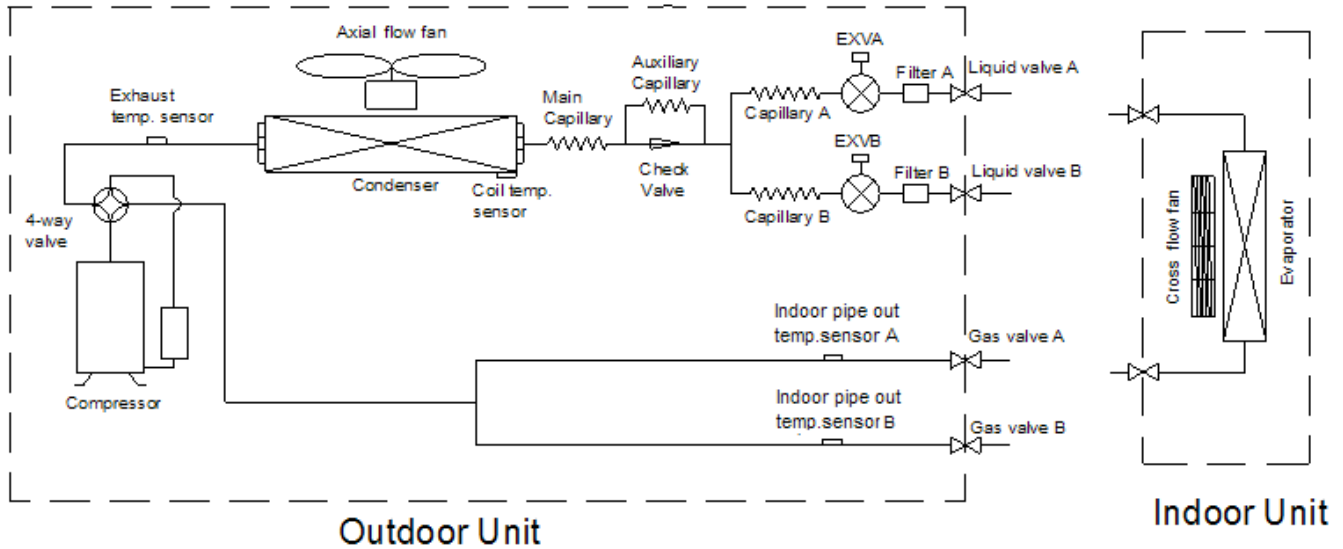 Axial flow fan
Exhaust
temp. sensor
Main
Capillary
Auxiliary
Capillary
EXVA
Filter A
Liquid valve A
Capillary A
EXVB
Check
Valve
Filter B
Liquid valve B
Capillary B
Condenser
Coil temp.
sensor
4-way
valve
Compressor
Indoor pipe out
temp.sensor A
Gas valve A
Indoor pipe out
temp.sensor B
Gas valve B
Cross flow fan
Evaporator
Outdoor Unit
Indoor Unit